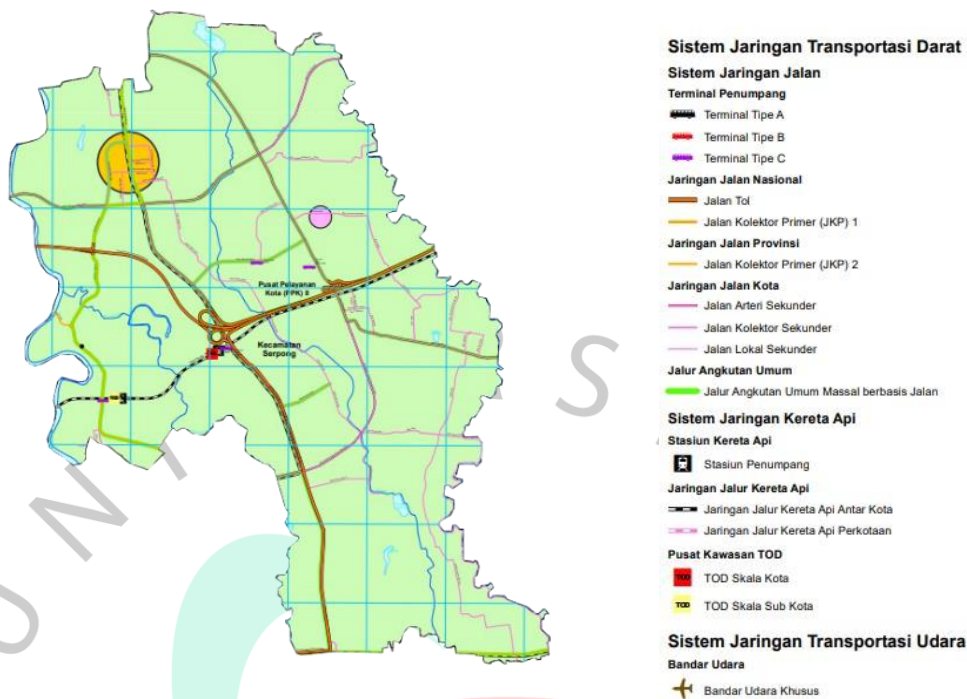 Pusat Pelayanan
Kota (PPK) II
Kecamatan
Serpong
Sistem Jaringan Transportasi Darat
Sistem Jaringan Jalan
Terminal Penumpang
Terminal Tipe A
Terminal Tipe B
Terminal Tipe C
Jaringan Jalan Nasional
Jalan Tol
Jalan Kolektor Primer (JKP) 1
Jaringan Jalan Provinsi
Jalan Kolektor Primer (JKP) 2
Jaringan Jalan Kota
Jalan Arteri Sekunder
Jalan Kolektor Sekunder
Jalan Lokal Sekunder
Jalur Angkutan Umum
Jalur Angkutan Umum Massal berbasis Jalan
Sistem Jaringan Kereta Api
Stasiun Kereta Api
Stasiun Penumpang
Jaringan Jalur Kereta Api
Jaringan Jalur Kereta Api Antar Kota
Jaringan Jalur Kereta Api Perkotaan
Pusat Kawasan TOD
TOD TOD Skala Kota
TOD TOD Skala Sub Kota
Sistem Jaringan Transportasi Udara
Bandar Udara
Bandar Udara Khusus